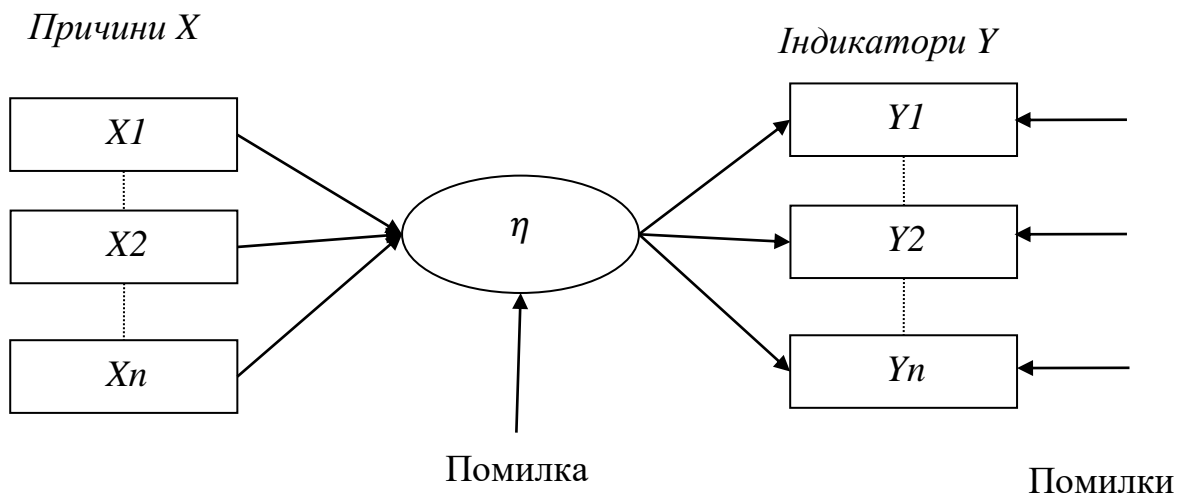 Причини X
Індикатори Y
X1
Y1
X2
η
Y2
Xn
Yn
Помилка
Помилки